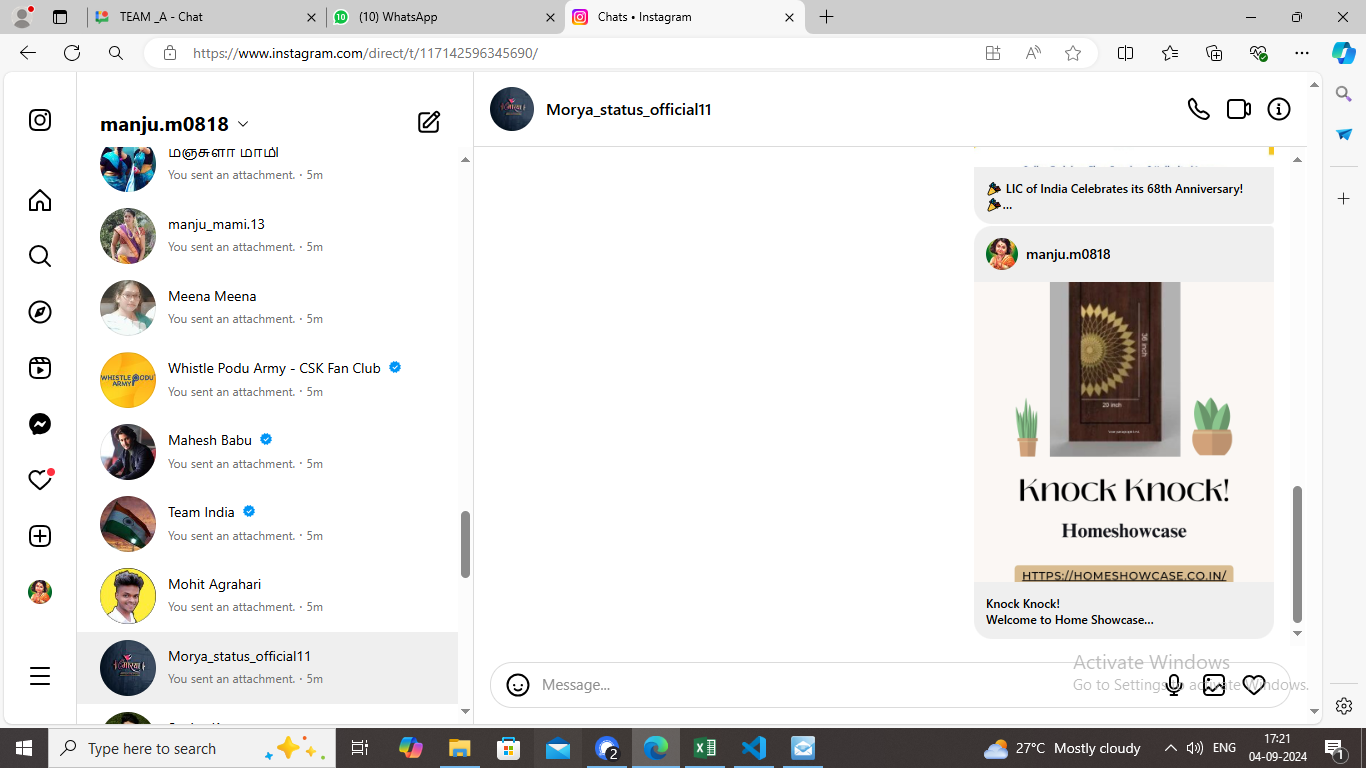 TEAM _A - Chat
(10) WhatsApp
Chats • Instagram
https://www.instagram.com/direct/t/117142596345690/
manju.m0818
Morya_status_official11
மஞ்சுளா மாமி
You sent an attachment. · 5m
manju_mami.13
You sent an attachment. · 5m
Meena Meena
You sent an attachment. · 5m
Whistle Podu Army - CSK Fan Club
You sent an attachment. · 5m
Mahesh Babu
You sent an attachment. · 5m
Team India
You sent an attachment. · 5m
Mohit Agrahari
You sent an attachment. · 5m
Morya_status_official11
You sent an attachment. · 5m
WHISTLE PODU
ARMY
LIC of India Celebrates its 68th Anniversary!
...
manju.m0818
36 inch
20 inch
Knock Knock!
Homeshowcase
HTTPS://HOMESHOWCASE.CO.IN/
Knock Knock!
Welcome to Home Showcase...
Message...
Activate Windows
Go to Settings to activate Windows.
Type here to search
2
27°C Mostly cloudy
ENG
17:21
04-09-2024
1